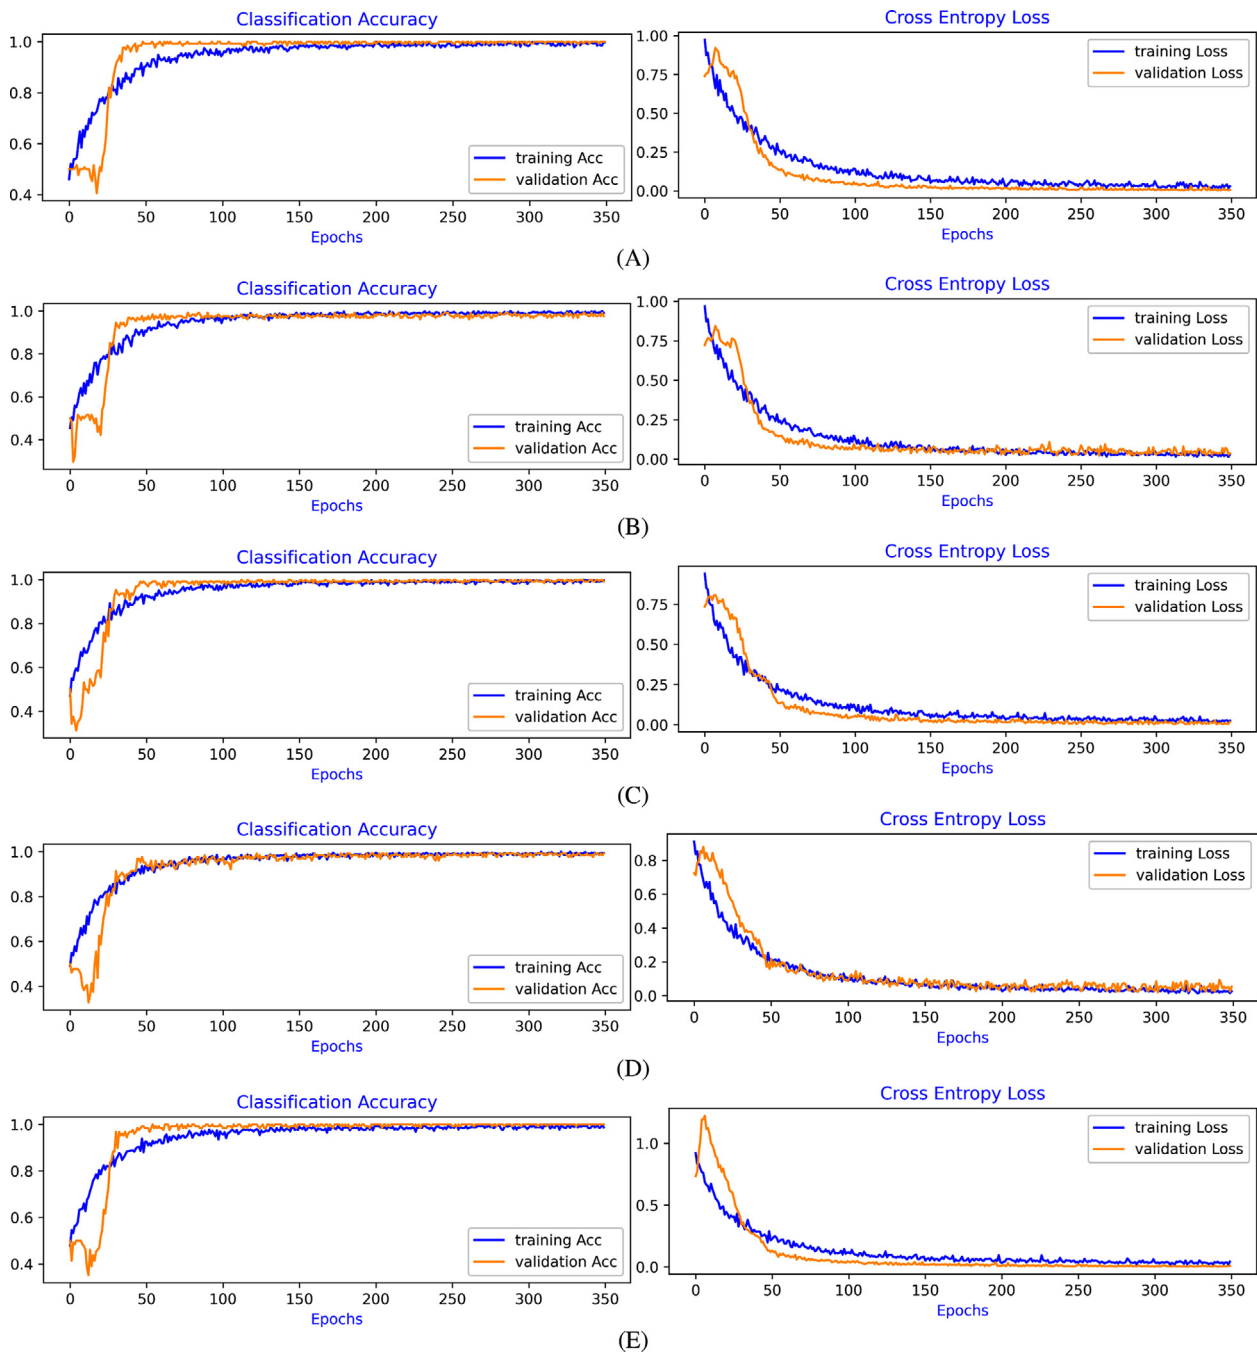 Classification Accuracy
1.0
0.8
0.6
0.4
training Acc
validation Acc
0 50 100 150 200 250 300 350
Epochs
Cross Entropy Loss
1.00
0.75
0.50
0.25
0.00
training Loss
validation Loss
0 50 100 150 200 250 300 350
Epochs
(A)
Classification Accuracy
1.0
0.8
0.6
0.4
training Acc
validation Acc
0 50 100 150 200 250 300 350
Epochs
Cross Entropy Loss
1.00
0.75
0.50
0.25
0.00
training Loss
validation Loss
0 50 100 150 200 250 300 350
Epochs
(B)
Classification Accuracy
1.0
0.8
0.6
0.4
training Acc
validation Acc
0 50 100 150 200 250 300 350
Epochs
Cross Entropy Loss
0.75
0.50
0.25
0.00
training Loss
validation Loss
0 50 100 150 200 250 300 350
Epochs
(C)
Classification Accuracy
1.0
0.8
0.6
0.4
training Acc
validation Acc
0 50 100 150 200 250 300 350
Epochs
Cross Entropy Loss
0.8
0.6
0.4
0.2
0.0
training Loss
validation Loss
0 50 100 150 200 250 300 350
Epochs
(D)
Classification Accuracy
1.0
0.8
0.6
0.4
training Acc
validation Acc
0 50 100 150 200 250 300 350
Epochs
Cross Entropy Loss
1.0
0.5
0.0
training Loss
validation Loss
0 50 100 150 200 250 300 350
Epochs
(E)